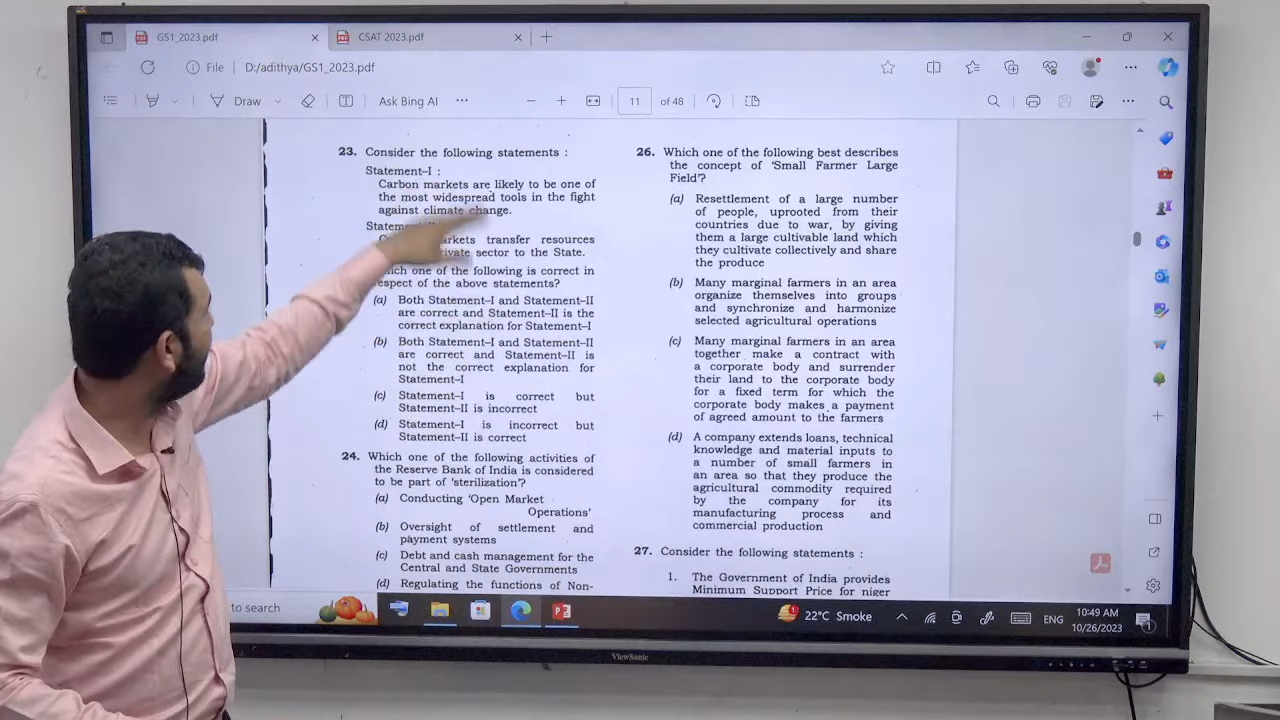 GS1_2023.pdf
CSAT 2023.pdf
File
D:/adithya/GS1_2023.pdf
Draw
Ask Bing AI
11
of 48
23. Consider the following statements :
Statement–I :
Carbon markets are likely to be one of
the most widespread tools in the fight
against climate change.
markets transfer resources
private sector to the State.
one of the following is correct in
respect of the above statements?
(a) Both Statement–I and Statement–II
are correct and Statement–II is the
correct explanation for Statement–I
(b) Both Statement–I and Statement–II
are correct and Statement–II is
not the correct explanation for
Statement–I
(c) Statement–I is correct but
Statement–II is incorrect
(d) Statement–I is incorrect but
Statement–II is correct
24. Which one of the following activities of
the Reserve Bank of India is considered
to be part of 'sterilization'?
(a) Conducting 'Open Market
Operations'
(b) Oversight of settlement and
payment systems
(c) Debt and cash management for the
Central and State Governments
(d) Regulating the functions of Non-
26. Which one of the following best describes
the concept of 'Small Farmer Large
Field'?
(a) Resettlement of a large number
of people, uprooted from their
countries due to war, by giving
them a large cultivable land which
they cultivate collectively and share
the produce
(b) Many marginal farmers in an area
organize themselves into groups
and synchronize and harmonize
selected agricultural operations
(c) Many marginal farmers in an area
together make a contract with
a corporate body and surrender
their land to the corporate body
for a fixed term for which the
corporate body makes a payment
of agreed amount to the farmers
(d) A company extends loans, technical
knowledge and material inputs to
a number of small farmers in
an area so that they produce the
agricultural commodity required
by the company for its
manufacturing process and
commercial production
27. Consider the following statements :
1. The Government of India provides
Minimum Support Price for niger
to search
22°C Smoke
ENG
10:49 AM
10/26/2023
ViewSonic